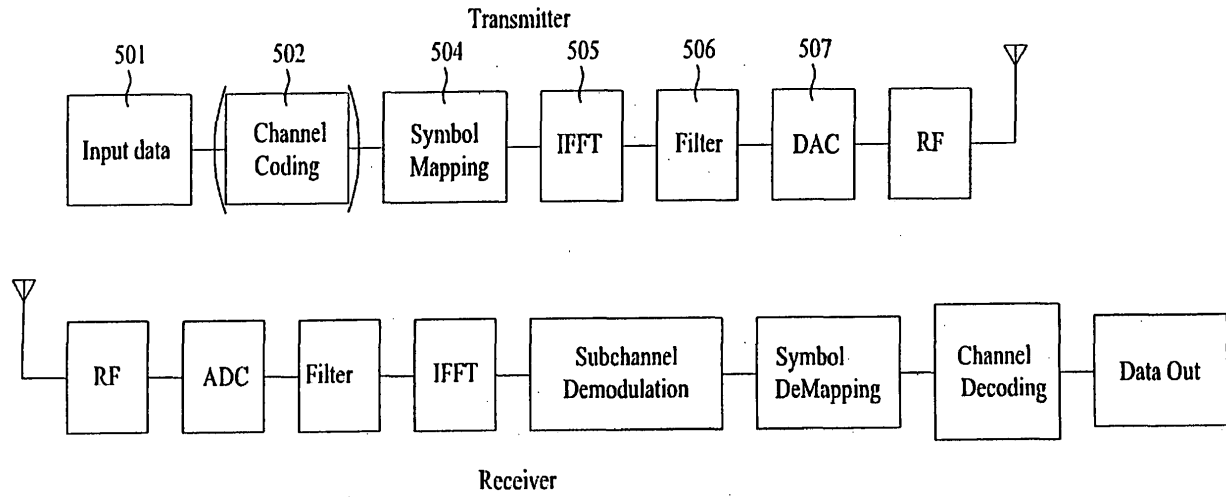 Transmitter
501
502
504
505
506
507
Input data
Channel
Coding
Symbol
Mapping
IFFT
Filter
DAC
RF
RF
ADC
Filter
IFFT
Subchannel
Demodulation
Symbol
DeMapping
Channel
Decoding
Data Out
Receiver